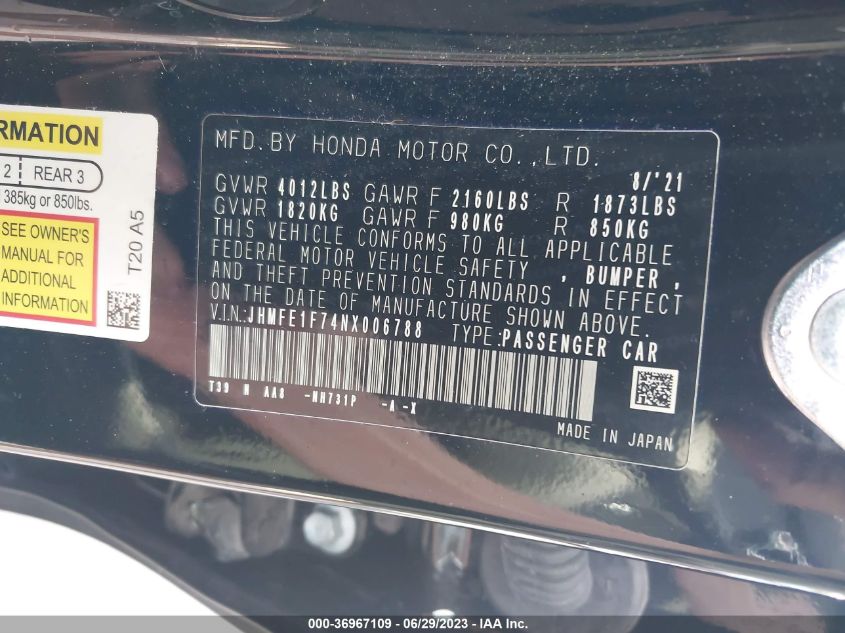 RMATION
2 REAR 3
385kg or 850lbs.
SEE OWNER'S
MANUAL FOR
ADDITIONAL
INFORMATION
T20 A5
MFD.BY HONDA MOTOR CO.,LTD.
8/'21
GVWR 4012LBS GAWR F 2160LBS R 1873LBS
GVWR 1820KG GAWR F 980KG R 850KG
THIS VEHICLE CONFORMS TO ALL APPLICABLE
FEDERAL MOTOR VEHICLE SAFETY , BUMPER ,
AND THEFT PREVENTION STANDARDS IN EFFECT
ON THE DATE OF MANUFACTURE SHOWN ABOVE.
V.I.N.: JHMFE1F74NX006788 TYPE: PASSENGER CAR
T39 H AA8 -NH731P -A -X
MADE IN JAPAN
000-36967109 - 06/29/2023 - IAA Inc.